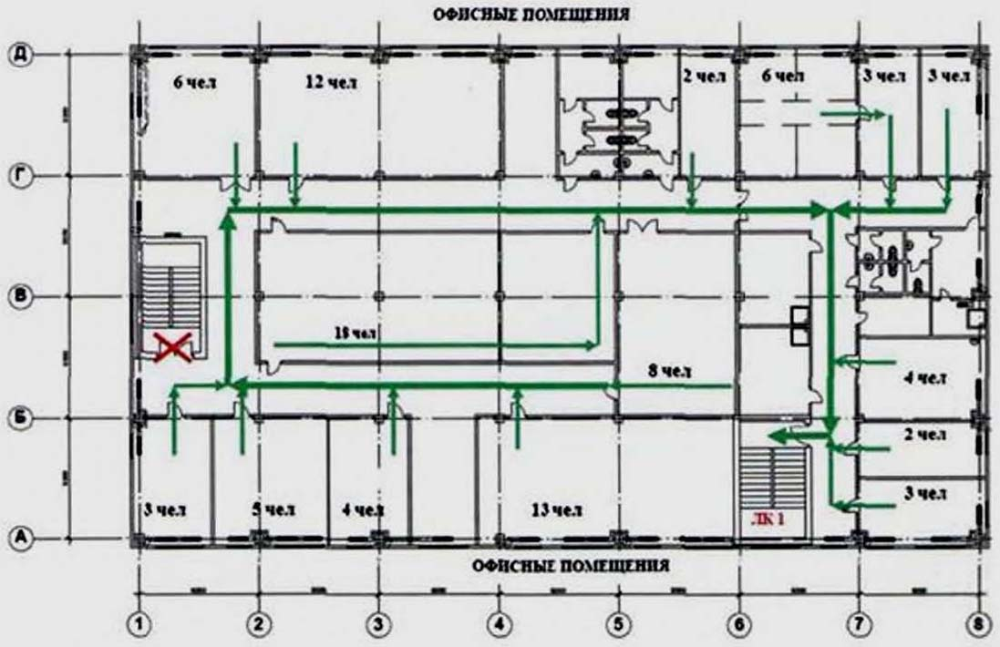 ОФИСНЫЕ ПОМЕЩЕНИЯ
Д
6 чел 12 чел 2 чел 6 чел 3 чел 3 чел
Г
В
18 чел
8 чел 4 чел
Б
2 чел
3 чел 5 чел 4 чел 13 чел 3 чел
ЛК 1
А
ОФИСНЫЕ ПОМЕЩЕНИЯ
1 2 3 4 5 6 7 8